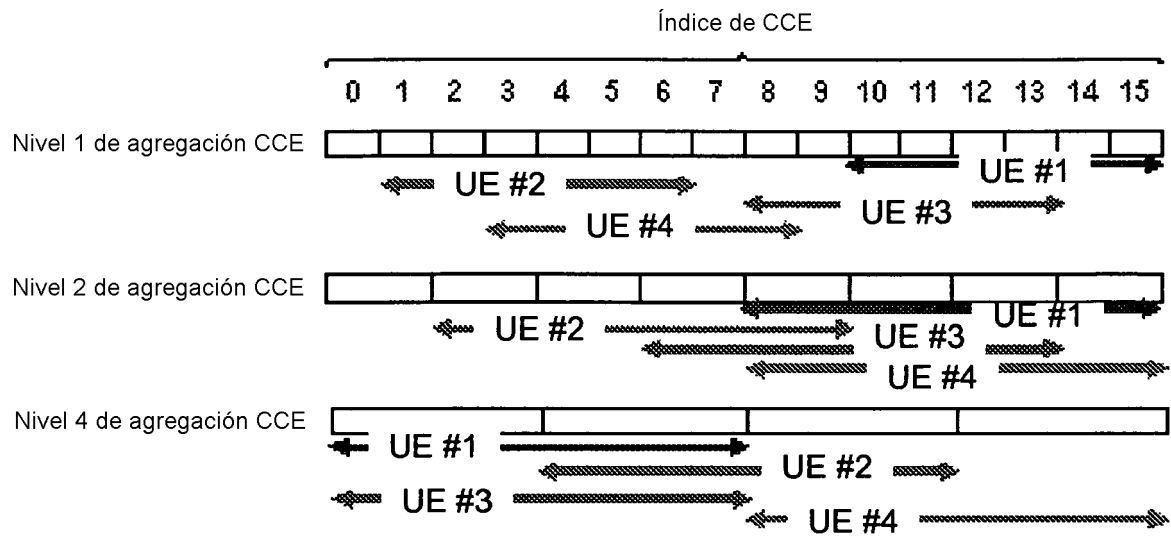 Índice de CCE
0 1 2 3 4 5 6 7 8 9 10 11 12 13 14 15
Nivel 1 de agregación CCE
UE #1
UE #2
UE #3
UE #4
Nivel 2 de agregación CCE
UE #1
UE #2
UE #3
UE #4
Nivel 4 de agregación CCE
UE #1
UE #2
UE #3
UE #4